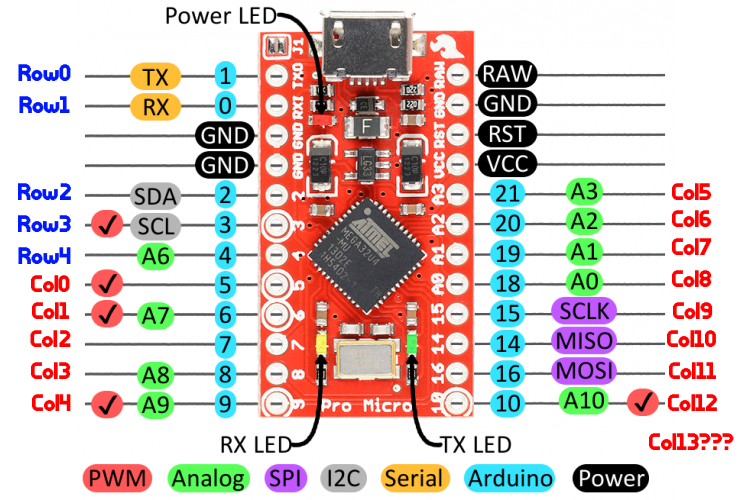 Power LED
J1
Row0 TX 1 TXO RAW RAW
Row1 RX 0 RXI GND GND
GND GND RST RST
GND GND VCC VCC
Row2 SDA 2 2 A3 21 A3 Col5
Row3 ✓ SCL 3 3 A2 20 A2 Col6
Row4 A6 4 4 A1 19 A1 Col7
Col0 ✓ 5 5 A0 18 A0 Col8
Col1 ✓ A7 6 6 15 15 SCLK Col9
Col2 7 7 14 14 MISO Col10
Col3 A8 8 8 16 16 MOSI Col11
Col4 ✓ A9 9 9 Pro Micro 10 10 A10 ✓ Col12
F
LG33
ATMEL
MEGA32U4
RX LED
TX LED
Col13???
PWM Analog SPI I2C Serial Arduino Power